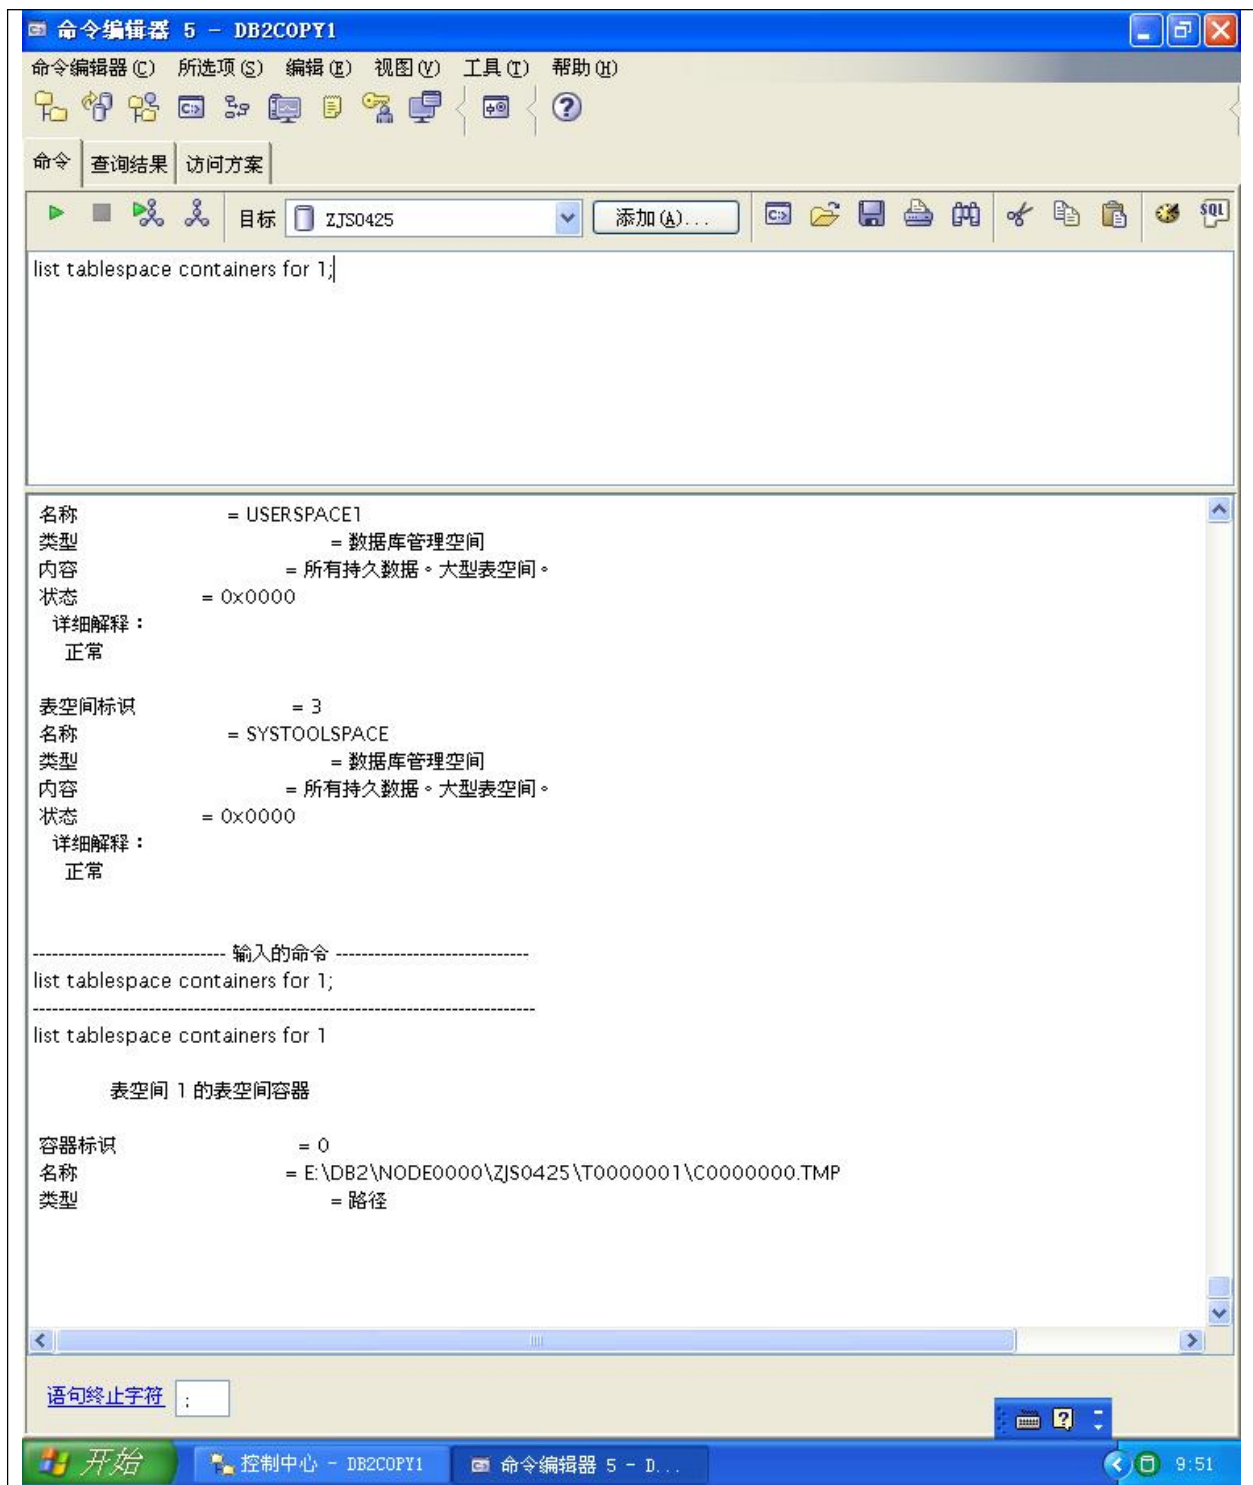 命令编辑器 5 - DB2COPY1
命令编辑器(C) 所选项(S) 编辑(E) 视图(V) 工具(T) 帮助(H)
命令 查询结果 访问方案
目标 ZJS0425 添加(A)... SQL
list tablespace containers for 1;
名称 = USERSPACE1
类型 = 数据库管理空间
内容 = 所有持久数据。大型表空间。
状态 = 0x0000
详细解释：
正常
表空间标识 = 3
名称 = SYSTOOLSPACE
类型 = 数据库管理空间
内容 = 所有持久数据。大型表空间。
状态 = 0x0000
详细解释：
正常
------------------------------ 输入的命令 ------------------------------
list tablespace containers for 1;
------------------------------------------------------------------------------
list tablespace containers for 1
表空间 1 的表空间容器
容器标识 = 0
名称 = E:\DB2\NODE0000\ZJS0425\T0000001\C0000000.TMP
类型 = 路径
语句终止字符 ;
开始 控制中心 - DB2COPY1 命令编辑器 5 - D... 9:51